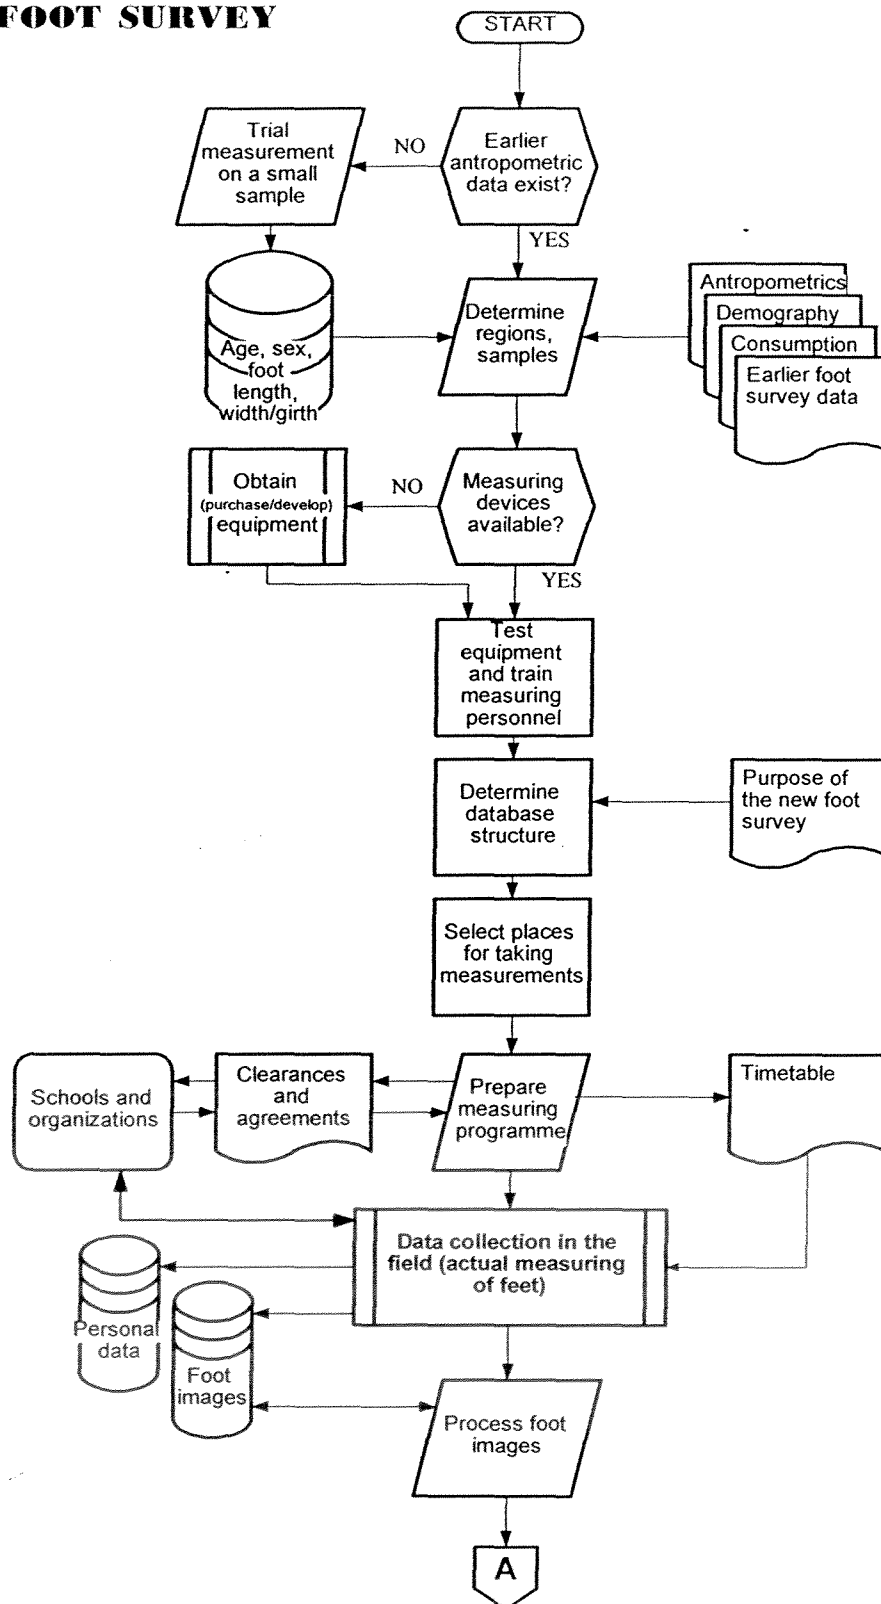 FOOT SURVEY
START
Trial
measurement
on a small
sample
NO
Earlier
antropometric
data exist?
YES
Age, sex,
foot
length,
width/girth
Determine
regions,
samples
Antropometrics
Demography
Consumption
Earlier foot
survey data
Obtain
(purchase/develop)
equipment
NO
Measuring
devices
available?
YES
Test
equipment
and train
measuring
personnel
Determine
database
structure
Purpose of
the new foot
survey
Select places
for taking
measurements
Schools and
organizations
Clearances
and
agreements
Prepare
measuring
programme
Timetable
Data collection in the
field (actual measuring
of feet)
Personal
data
Foot
images
Process foot
images
A